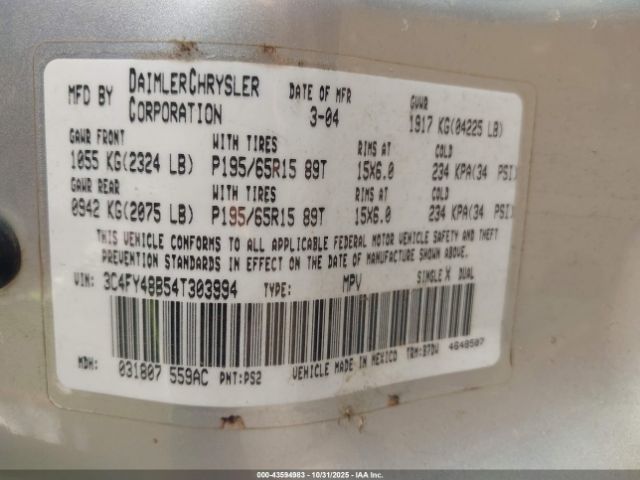 MFD BY DAIMLERCHRYSLER CORPORATION DATE OF MFR 3-04 GVWR 1917 KG(04225 LB)
GAWR FRONT WITH TIRES RIMS AT COLD
1055 KG(2324 LB) P195/65R15 89T 15X6.0 234 KPA(34 PSI)
GAWR REAR WITH TIRES RIMS AT COLD
0942 KG(2075 LB) P195/65R15 89T 15X6.0 234 KPA(34 PSI)
THIS VEHICLE CONFORMS TO ALL APPLICABLE FEDERAL MOTOR VEHICLE SAFETY AND THEFT
PREVENTION STANDARDS IN EFFECT ON THE DATE OF MANUFACTURE SHOWN ABOVE.
VIN: 3C4FY48B54T303994 TYPE: MPV SINGLE X DUAL
MDH: 031807 559AC PNT:PS2 VEHICLE MADE IN MEXICO TRM:B7DV 4648507
000-43594983 - 10/31/2025 - IAA Inc.